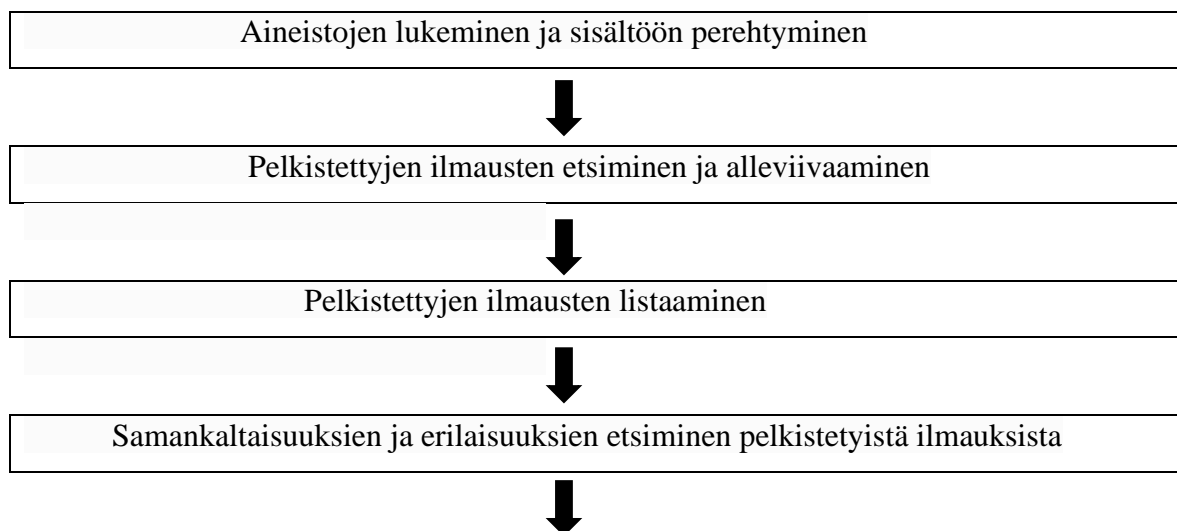 Aineistojen lukeminen ja sisältöön perehtyminen
Pelkistettyjen ilmausten etsiminen ja alleviivaaminen
Pelkistettyjen ilmausten listaaminen
Samankaltaisuuksien ja erilaisuuksien etsiminen pelkistetyistä ilmauksista